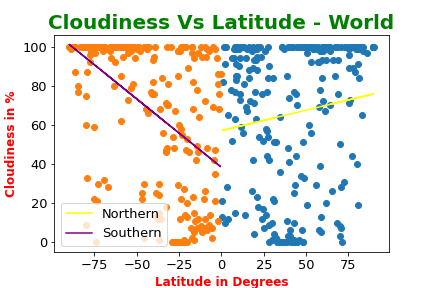 Cloudiness Vs Latitude - World
Cloudiness in %
100
80
60
40
20
0
Northern
Southern
−75 −50 −25 0 25 50 75
Latitude in Degrees